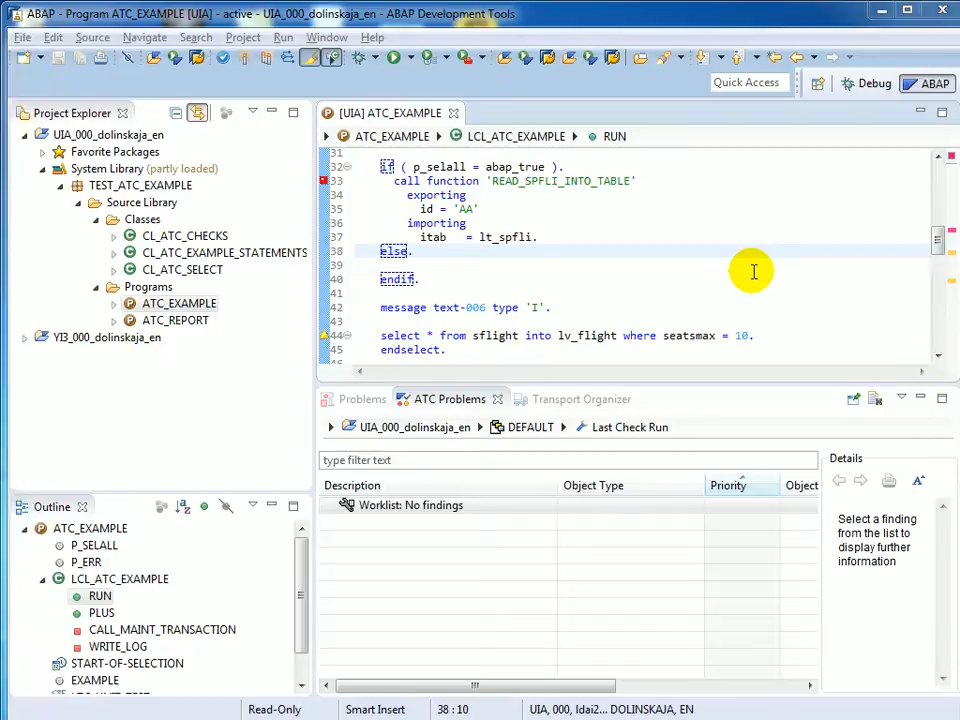 ABAP - Program ATC_EXAMPLE [UIA] - active - UIA_000_dolinskaja_en - ABAP Development Tools
File Edit Source Navigate Search Project Run Window Help
Quick Access
Debug
ABAP
Project Explorer
UIA_000_dolinskaja_en
Favorite Packages
System Library (partly loaded)
TEST_ATC_EXAMPLE
Source Library
Classes
CL_ATC_CHECKS
CL_ATC_EXAMPLE_STATEMENTS
CL_ATC_SELECT
Programs
ATC_EXAMPLE
ATC_REPORT
YI3_000_dolinskaja_en
[UIA] ATC_EXAMPLE
ATC_EXAMPLE LCL_ATC_EXAMPLE RUN
31
32 if ( p_selall = abap_true ).
33 call function 'READ_SPFLI_INTO_TABLE'
34 exporting
35 id = 'AA'
36 importing
37 itab = lt_spfli.
38 else.
39
40 endif.
41
42 message text-006 type 'I'.
43
44 select * from sflight into lv_flight where seatsmax = 10.
45 endselect.
Problems ATC Problems Transport Organizer
UIA_000_dolinskaja_en DEFAULT Last Check Run
type filter text
Description Object Type Priority Object
Worklist: No findings
Details
Select a finding
from the list to
display further
information
Outline
ATC_EXAMPLE
P_SELALL
P_ERR
LCL_ATC_EXAMPLE
RUN
PLUS
CALL_MAINT_TRANSACTION
WRITE_LOG
START-OF-SELECTION
EXAMPLE
Read-Only Smart Insert 38 : 10 UIA, 000, ldai2... DOLINSKAJA, EN